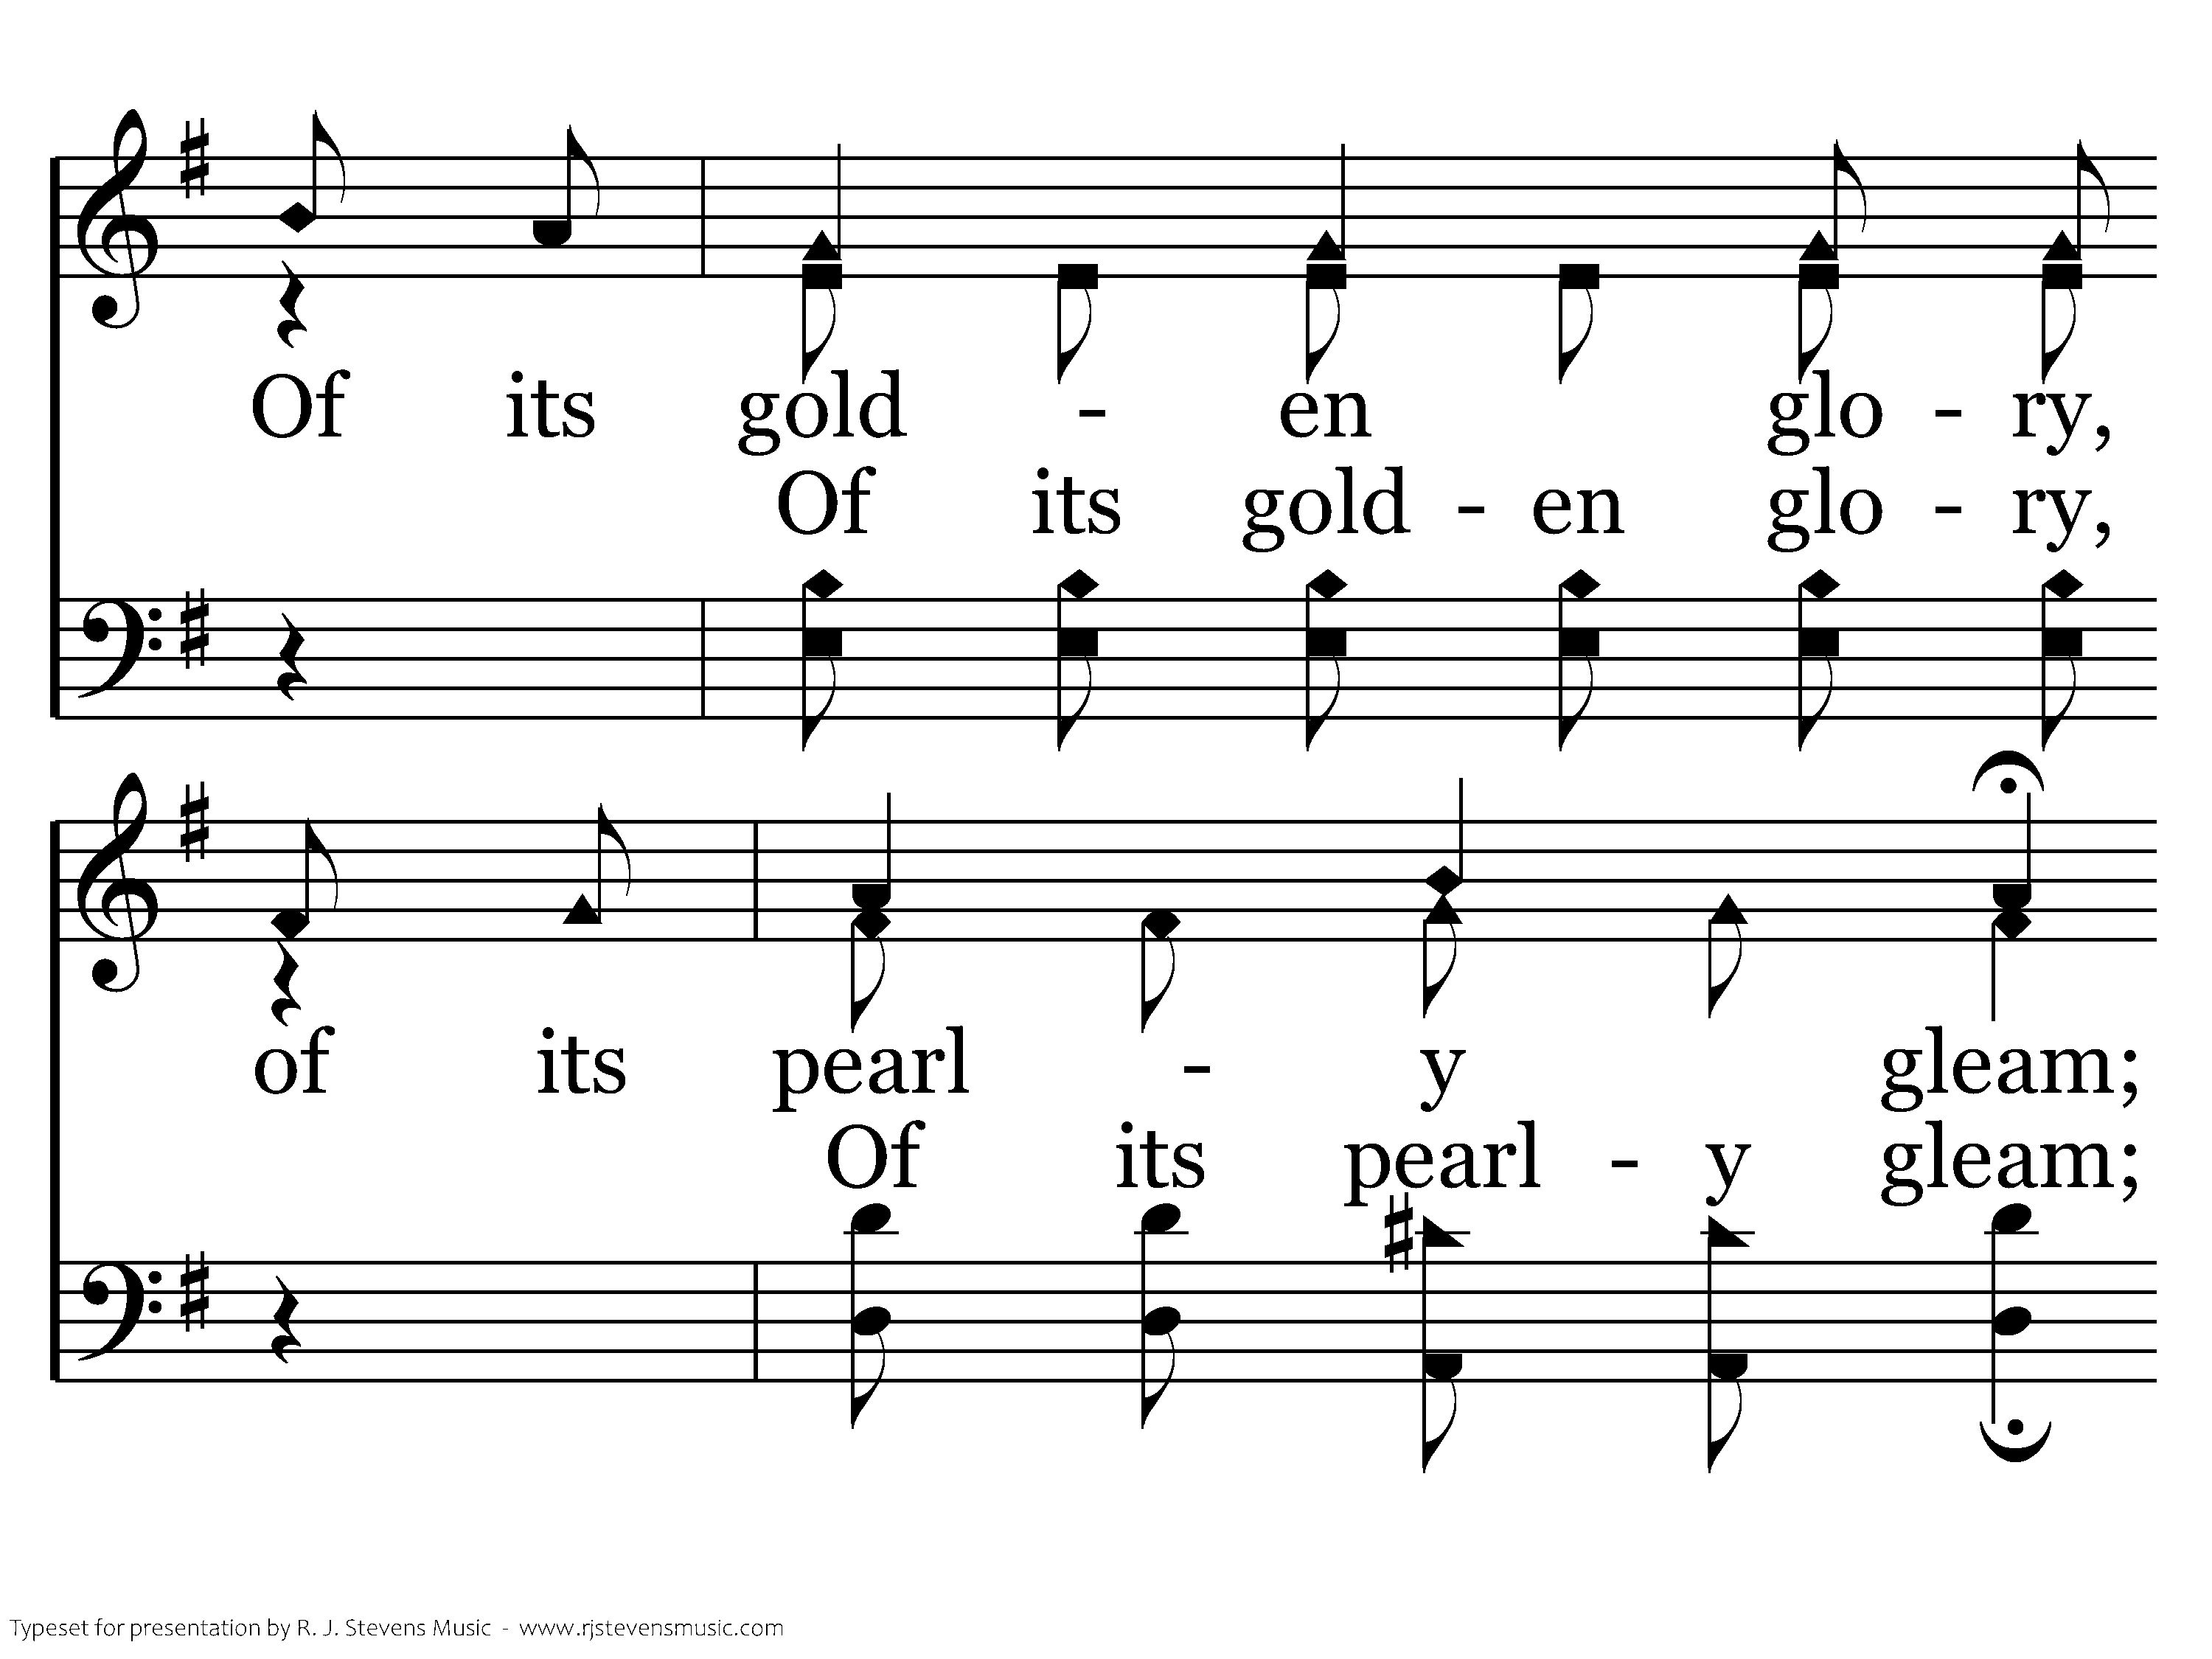 Of its gold - en glo - ry,
Of its gold - en glo - ry,
of its pearl - y gleam;
Of its pearl - y gleam;
Typeset for presentation by R. J. Stevens Music - www.rjstevensmusic.com